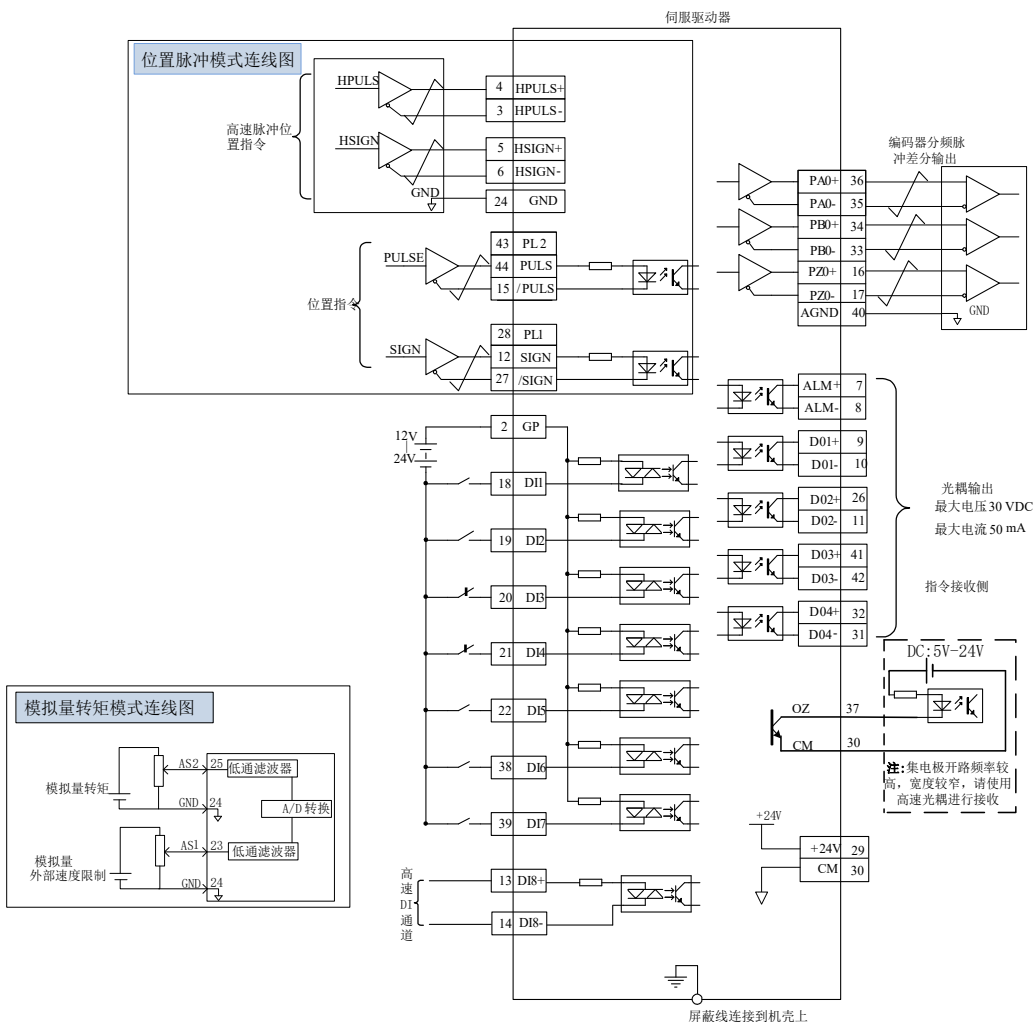 伺服驱动器
位置脉冲模式连线图
高速脉冲位
置指令
HPULS
4 HPULS+
3 HPULS-
HSIGN
5 HSIGN+
6 HSIGN-
GND
24 GND
位置指令
43 PL2
PULSE
44 PULS
15 /PULS
28 PL1
SIGN
12 SIGN
27 /SIGN
编码器分频脉
冲差分输出
PA0+ 36
PA0- 35
PB0+ 34
PB0- 33
PZ0+ 16
PZ0- 17
AGND 40
GND
ALM+ 7
ALM- 8
D01+ 9
D01- 10
D02+ 26
D02- 11
D03+ 41
D03- 42
D04+ 32
D04- 31
光耦输出
最大电压30 VDC
最大电流50 mA
指令接收侧
2 GP
12V
24V
18 DI1
19 DI2
20 DI3
21 DI4
22 DI5
38 DI6
39 DI7
高速DI通道
13 DI8+
14 DI8-
DC:5V-24V
OZ 37
CM 30
注:集电极开路频率较
高，宽度较窄，请使用
高速光耦进行接收
+24V
+24V 29
CM 30
模拟量转矩模式连线图
模拟量转矩
AS2 25 低通滤波器
GND 24
A/D转换
模拟量
外部速度限制
AS1 23 低通滤波器
GND 24
屏蔽线连接到机壳上